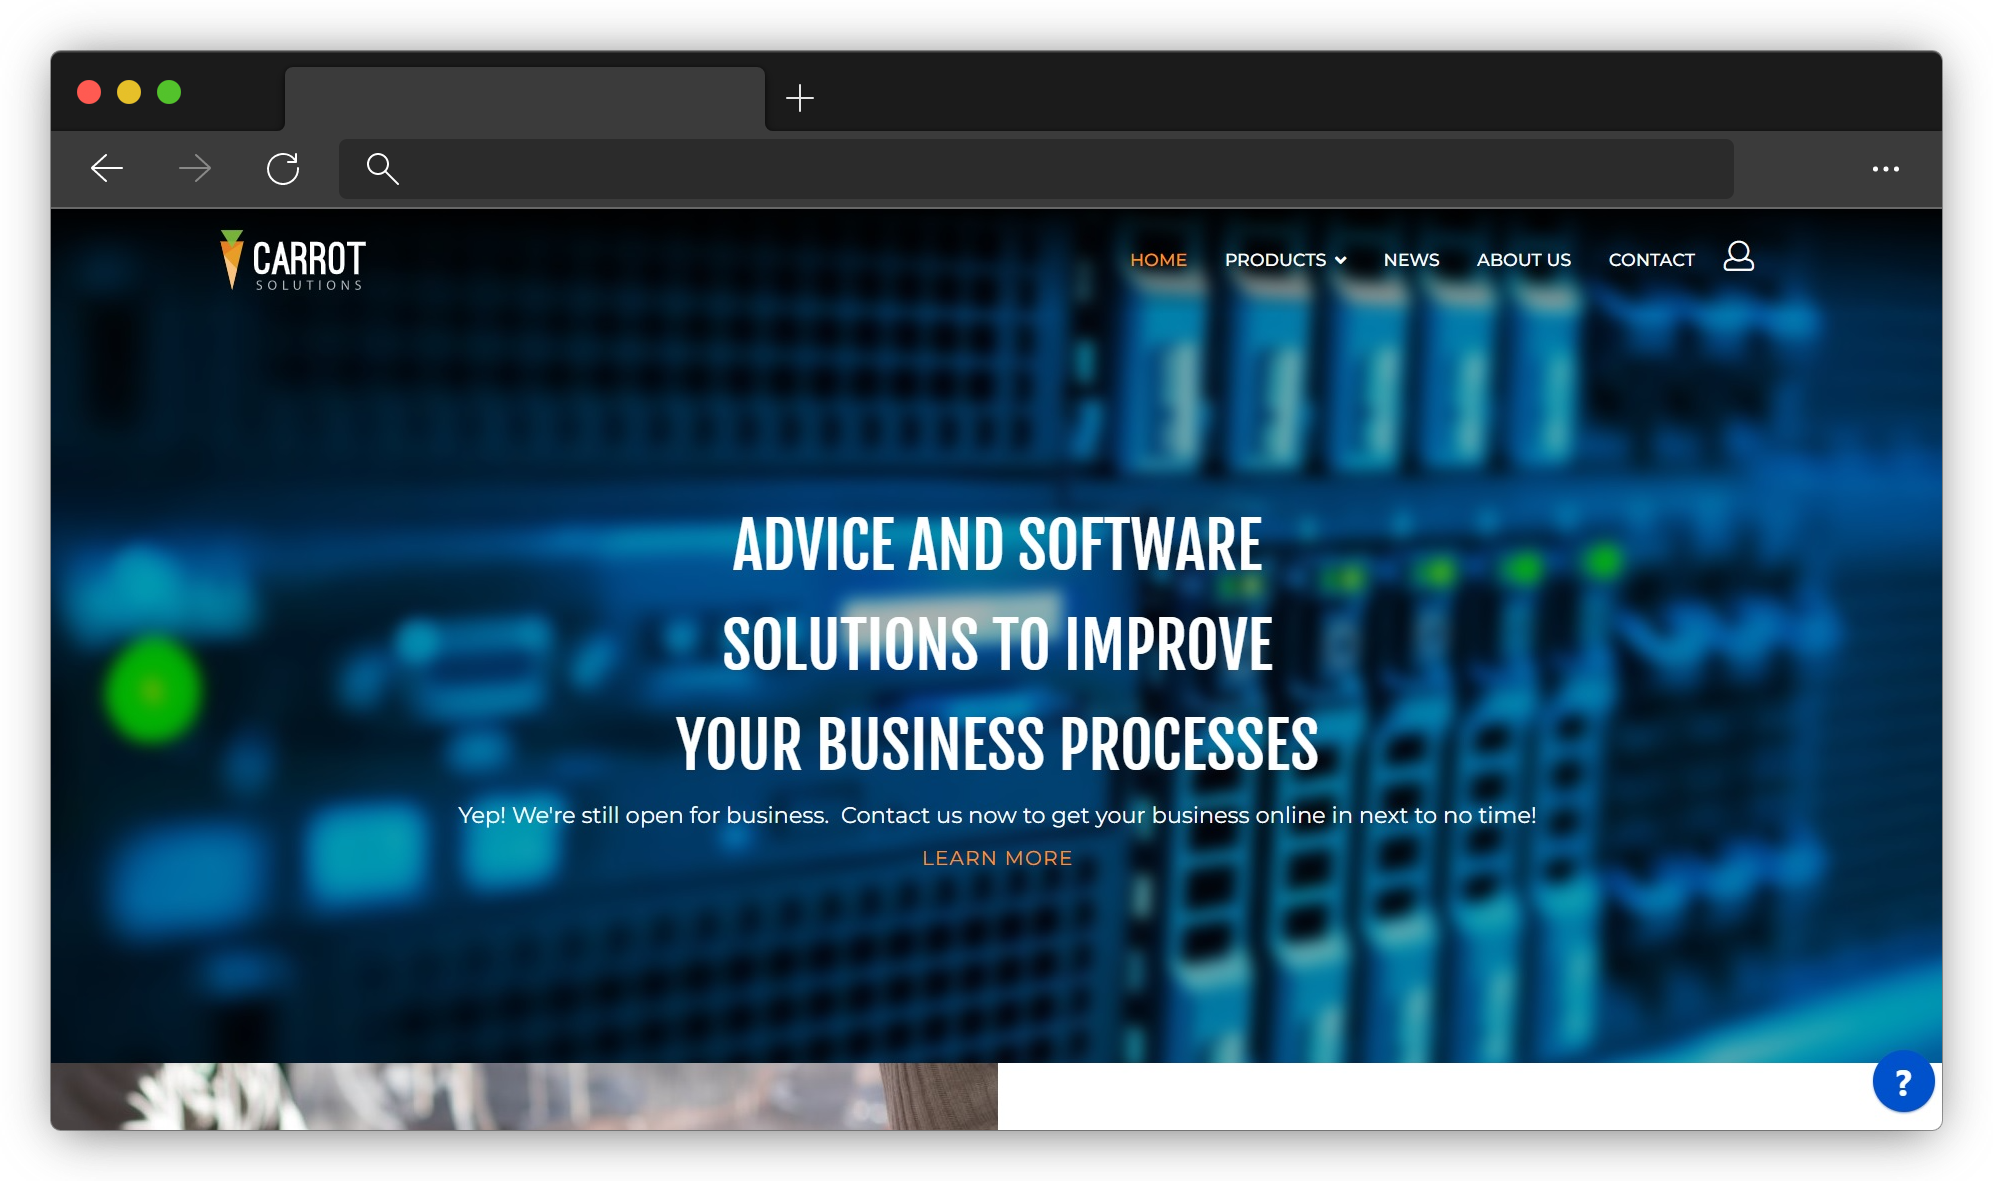 CARROT
SOLUTIONS
HOME PRODUCTS NEWS ABOUT US CONTACT
ADVICE AND SOFTWARE
SOLUTIONS TO IMPROVE
YOUR BUSINESS PROCESSES
Yep! We're still open for business.  Contact us now to get your business online in next to no time!
LEARN MORE
?